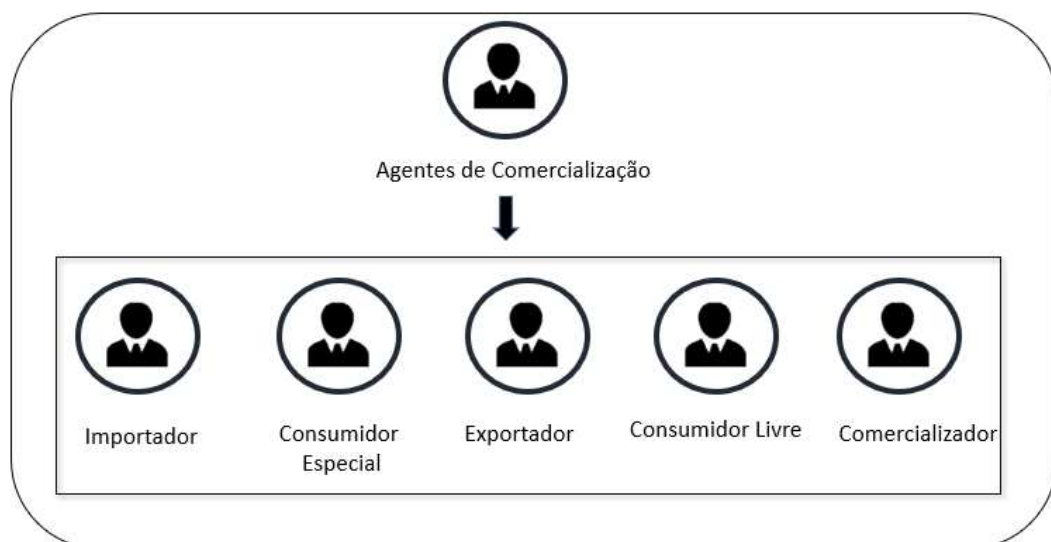 Agentes de Comercialização
Importador
Consumidor
Especial
Exportador
Consumidor Livre
Comercializador